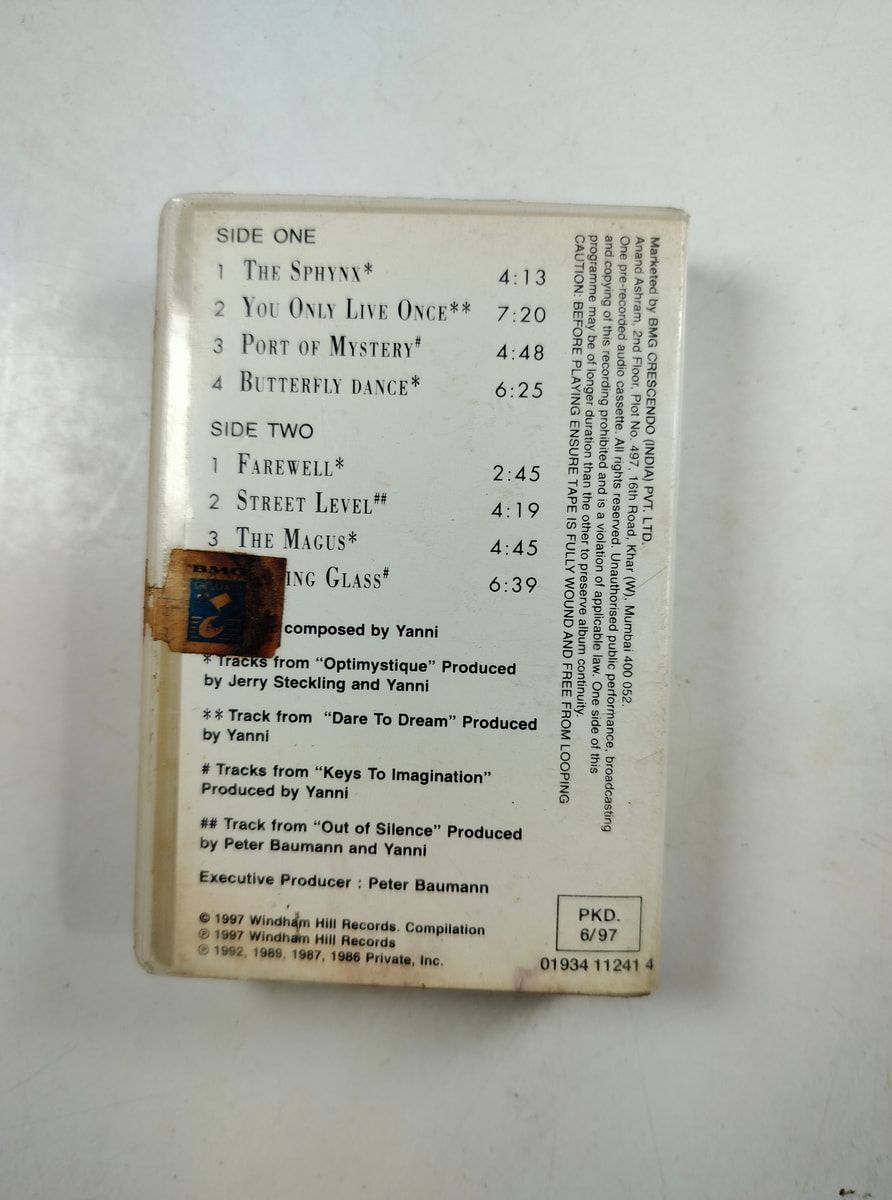 SIDE ONE
1 THE SPHYNX* 4:13
2 YOU ONLY LIVE ONCE** 7:20
3 PORT OF MYSTERY# 4:48
4 BUTTERFLY DANCE* 6:25
SIDE TWO
1 FAREWELL* 2:45
2 STREET LEVEL## 4:19
3 THE MAGUS* 4:45
ING GLASS# 6:39
BMG
composed by Yanni
* Tracks from "Optimystique" Produced
by Jerry Steckling and Yanni
** Track from "Dare To Dream" Produced
by Yanni
# Tracks from "Keys To Imagination"
Produced by Yanni
## Track from "Out of Silence" Produced
by Peter Baumann and Yanni
Executive Producer : Peter Baumann
© 1997 Windham Hill Records. Compilation
℗ 1997 Windham Hill Records
℗ 1992, 1989, 1987, 1986 Private, Inc.
Marketed by BMG CRESCENDO (INDIA) PVT. LTD.
Anand Ashram, 2nd Floor, Plot No. 497, 16th Road, Khar (W), Mumbai 400 052.
One pre-recorded audio cassette. All rights reserved. Unauthorised public performance, broadcasting
and copying of this recording prohibited and is a violation of applicable law. One side of this
programme may be of longer duration than the other to preserve album continuity.
CAUTION: BEFORE PLAYING ENSURE TAPE IS FULLY WOUND AND FREE FROM LOOPING
PKD.
6/97
01934 11241 4